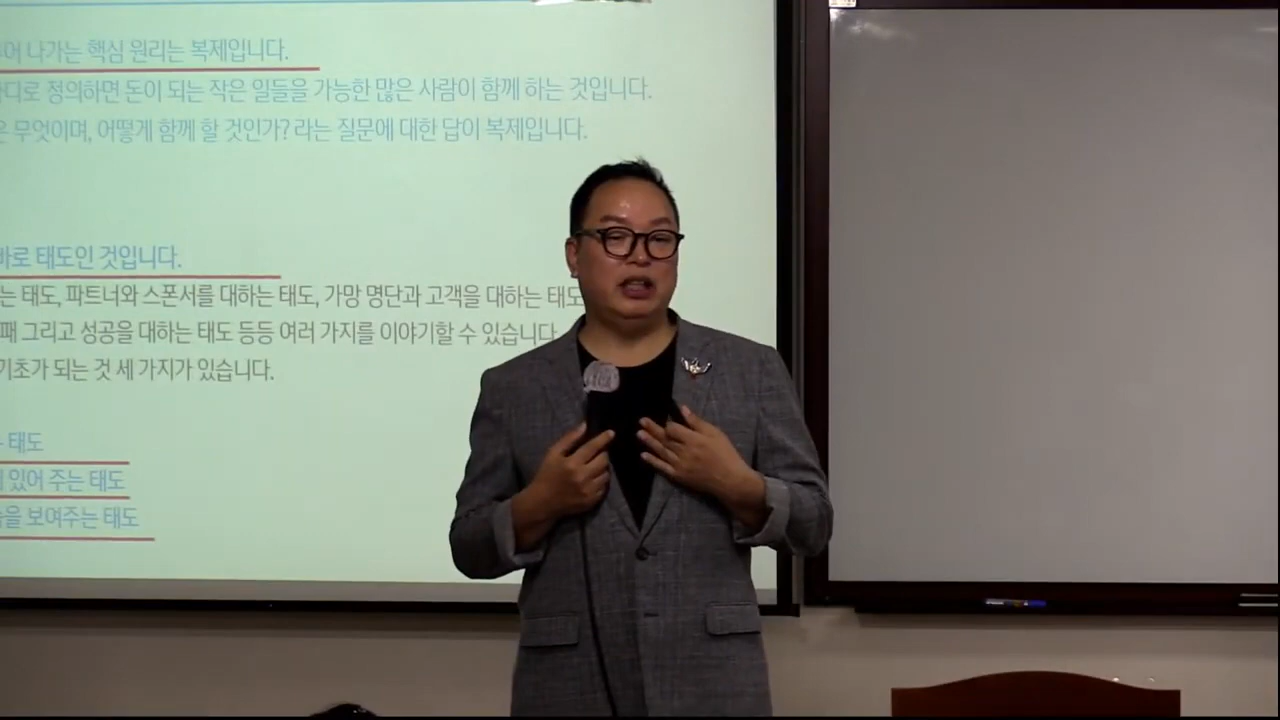 나가는 핵심 원리는 복제입니다.
정의하면 돈이 되는 작은 일들을 가능한 많은 사람이 함께 하는 것입니다.
무엇이며, 어떻게 함께 할 것인가? 라는 질문에 대한 답이 복제입니다.
바로 태도인 것입니다.
는 태도, 파트너와 스폰서를 대하는 태도, 가망 명단과 고객을 대하는 태도
패 그리고 성공을 대하는 태도 등등 여러 가지를 이야기할 수 있습니다.
기초가 되는 것 세 가지가 있습니다.
태도
있어 주는 태도
을 보여주는 태도